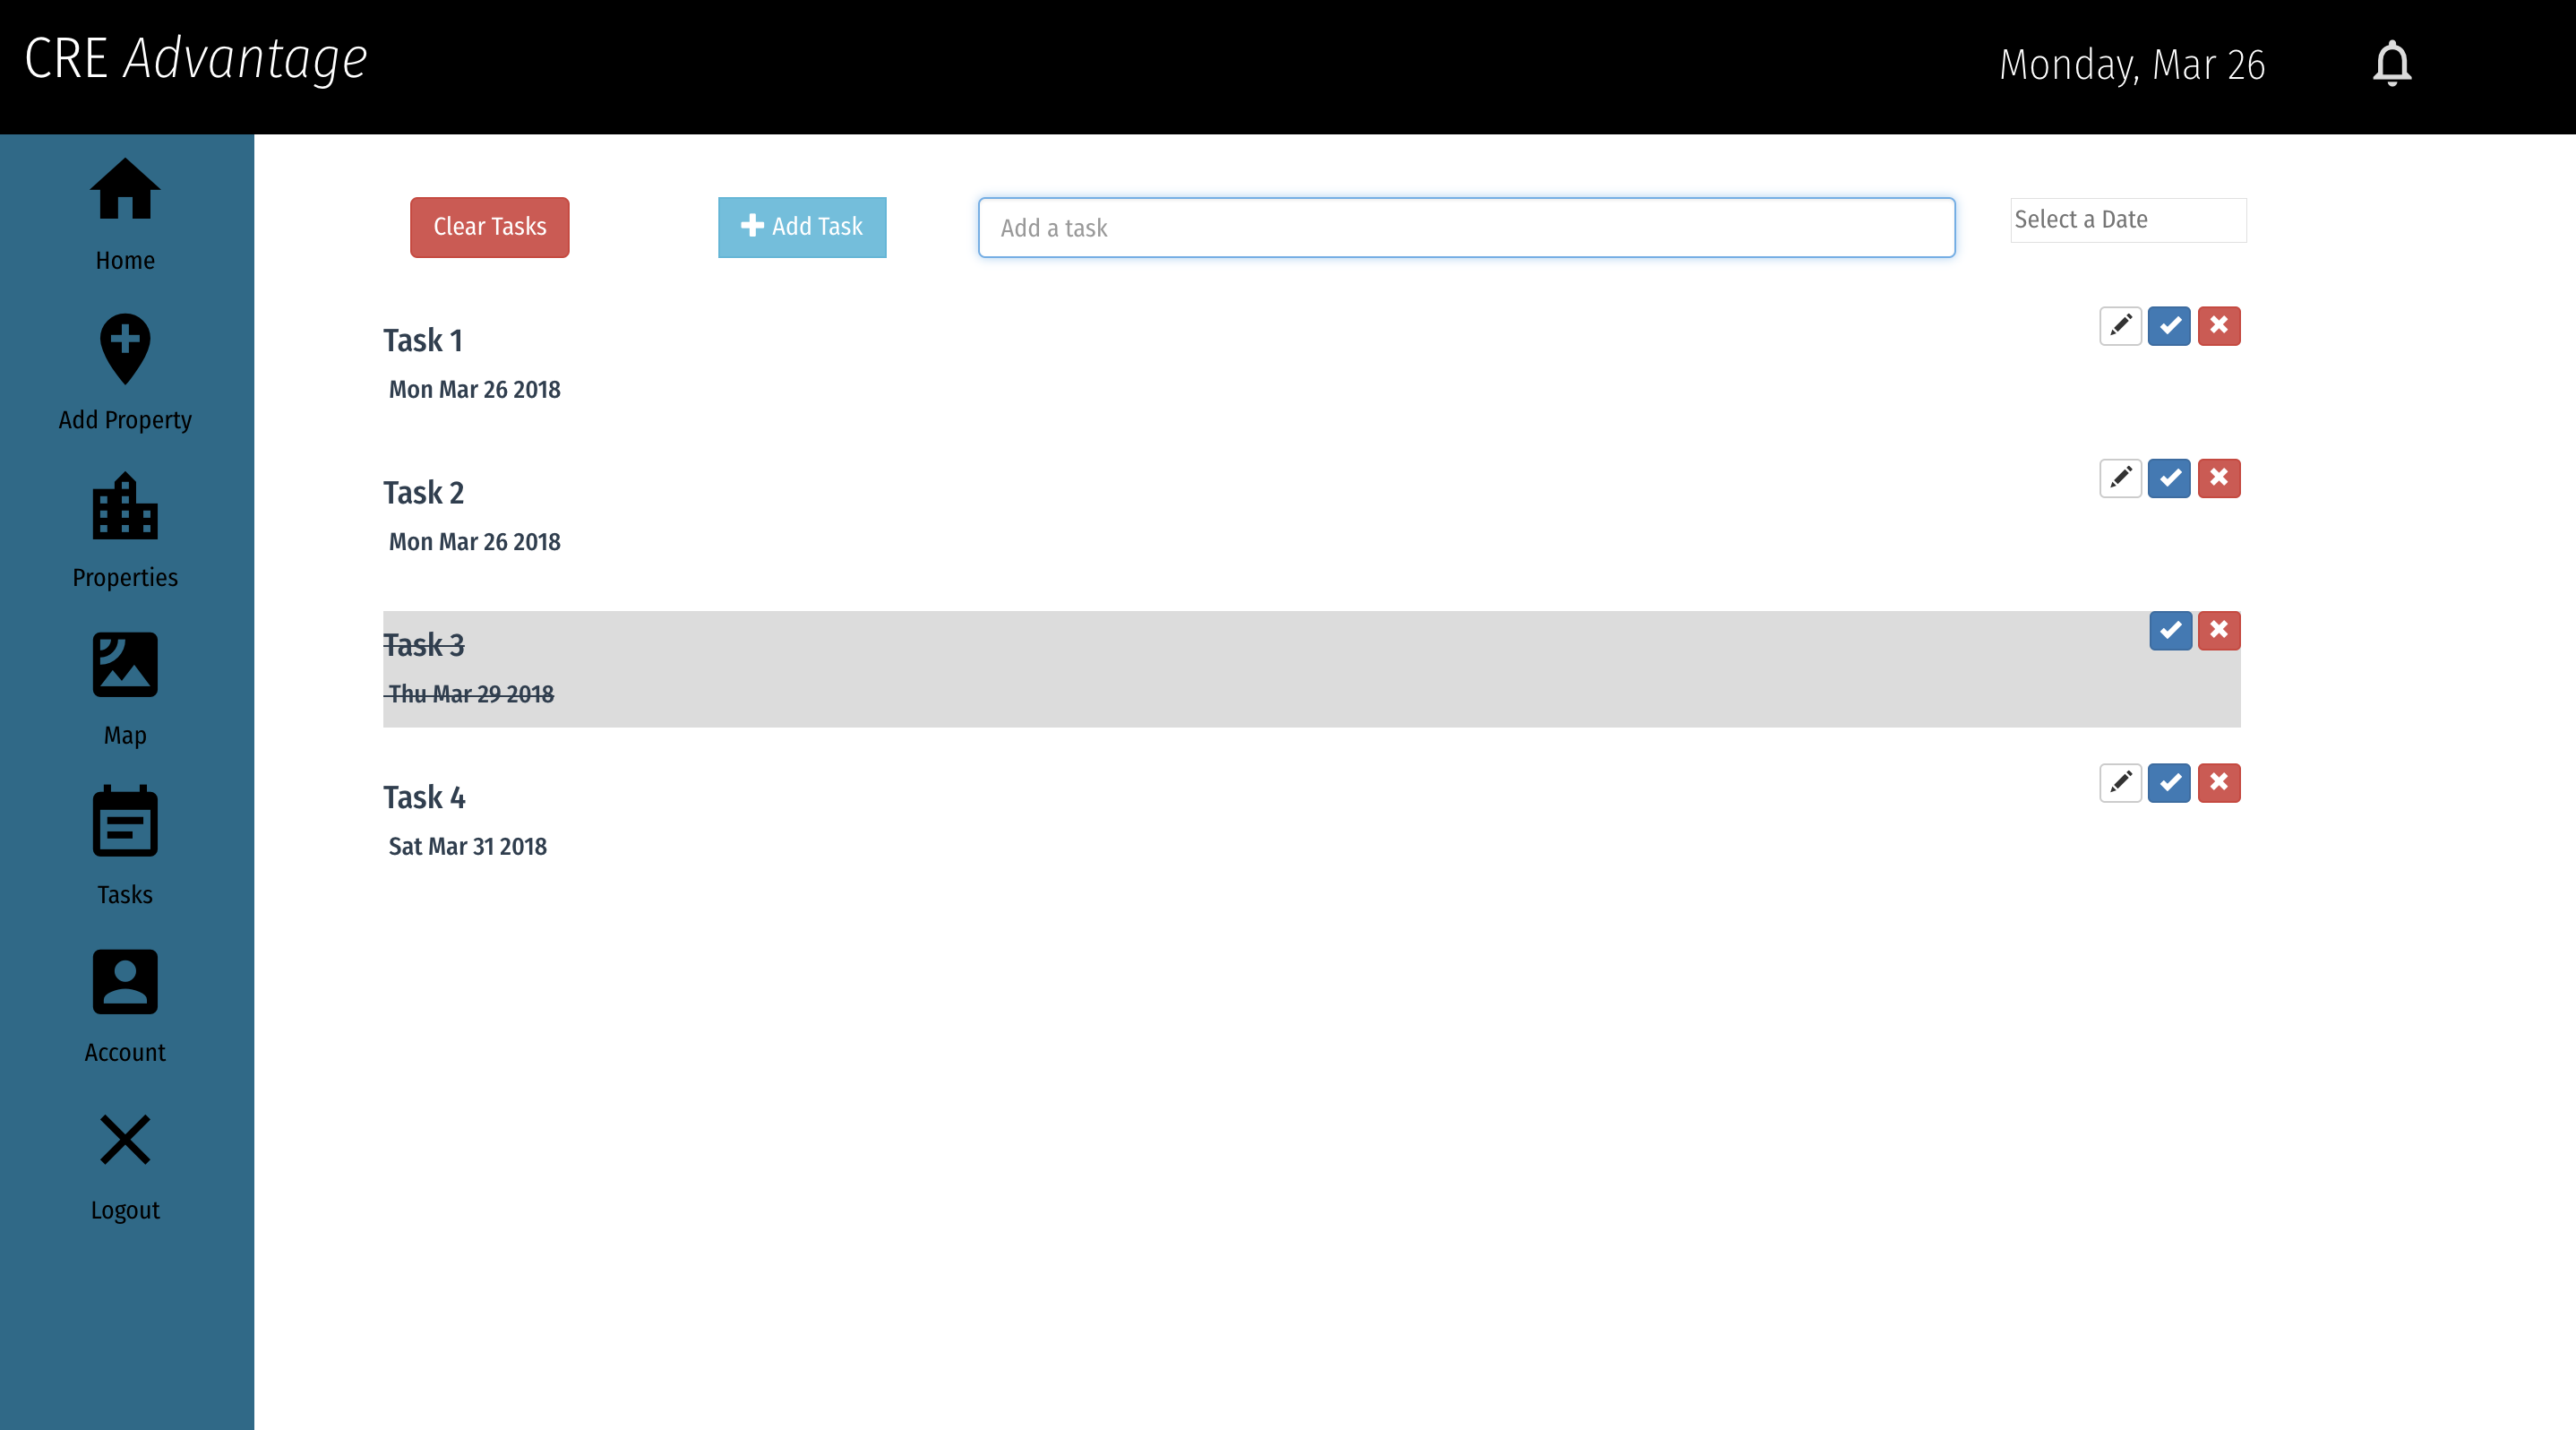 CRE Advantage
Monday, Mar 26
Home
Add Property
Properties
Map
Tasks
Account
Logout
Clear Tasks
Add Task
Add a task
Select a Date
Task 1
Mon Mar 26 2018
Task 2
Mon Mar 26 2018
Task 3
Thu Mar 29 2018
Task 4
Sat Mar 31 2018